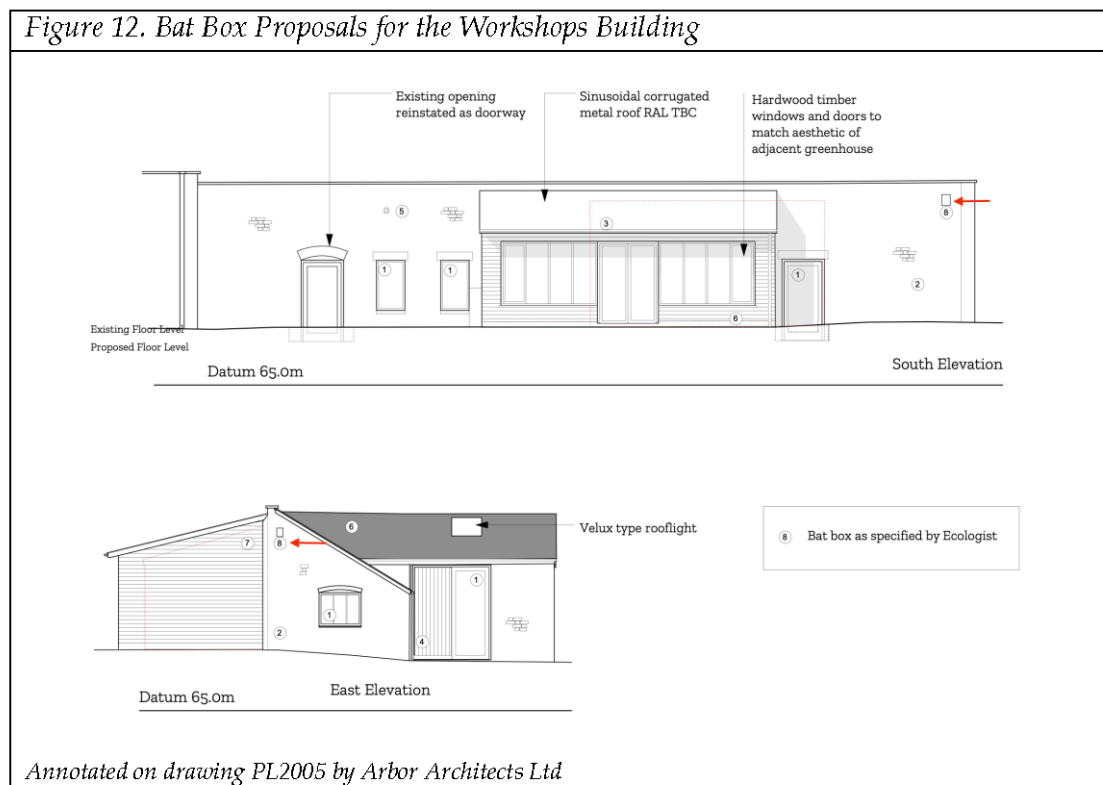 Figure 12. Bat Box Proposals for the Workshops Building
Existing opening
reinstated as doorway
Sinusoidal corrugated
metal roof RAL TBC
Hardwood timber
windows and doors to
match aesthetic of
adjacent greenhouse
5
3
8
1
1
1
2
6
Existing Floor Level
Proposed Floor Level
Datum 65.0m
South Elevation
6
7
8
1
1
2
4
Velux type rooflight
8 Bat box as specified by Ecologist
East Elevation
Datum 65.0m
Annotated on drawing PL2005 by Arbor Architects Ltd